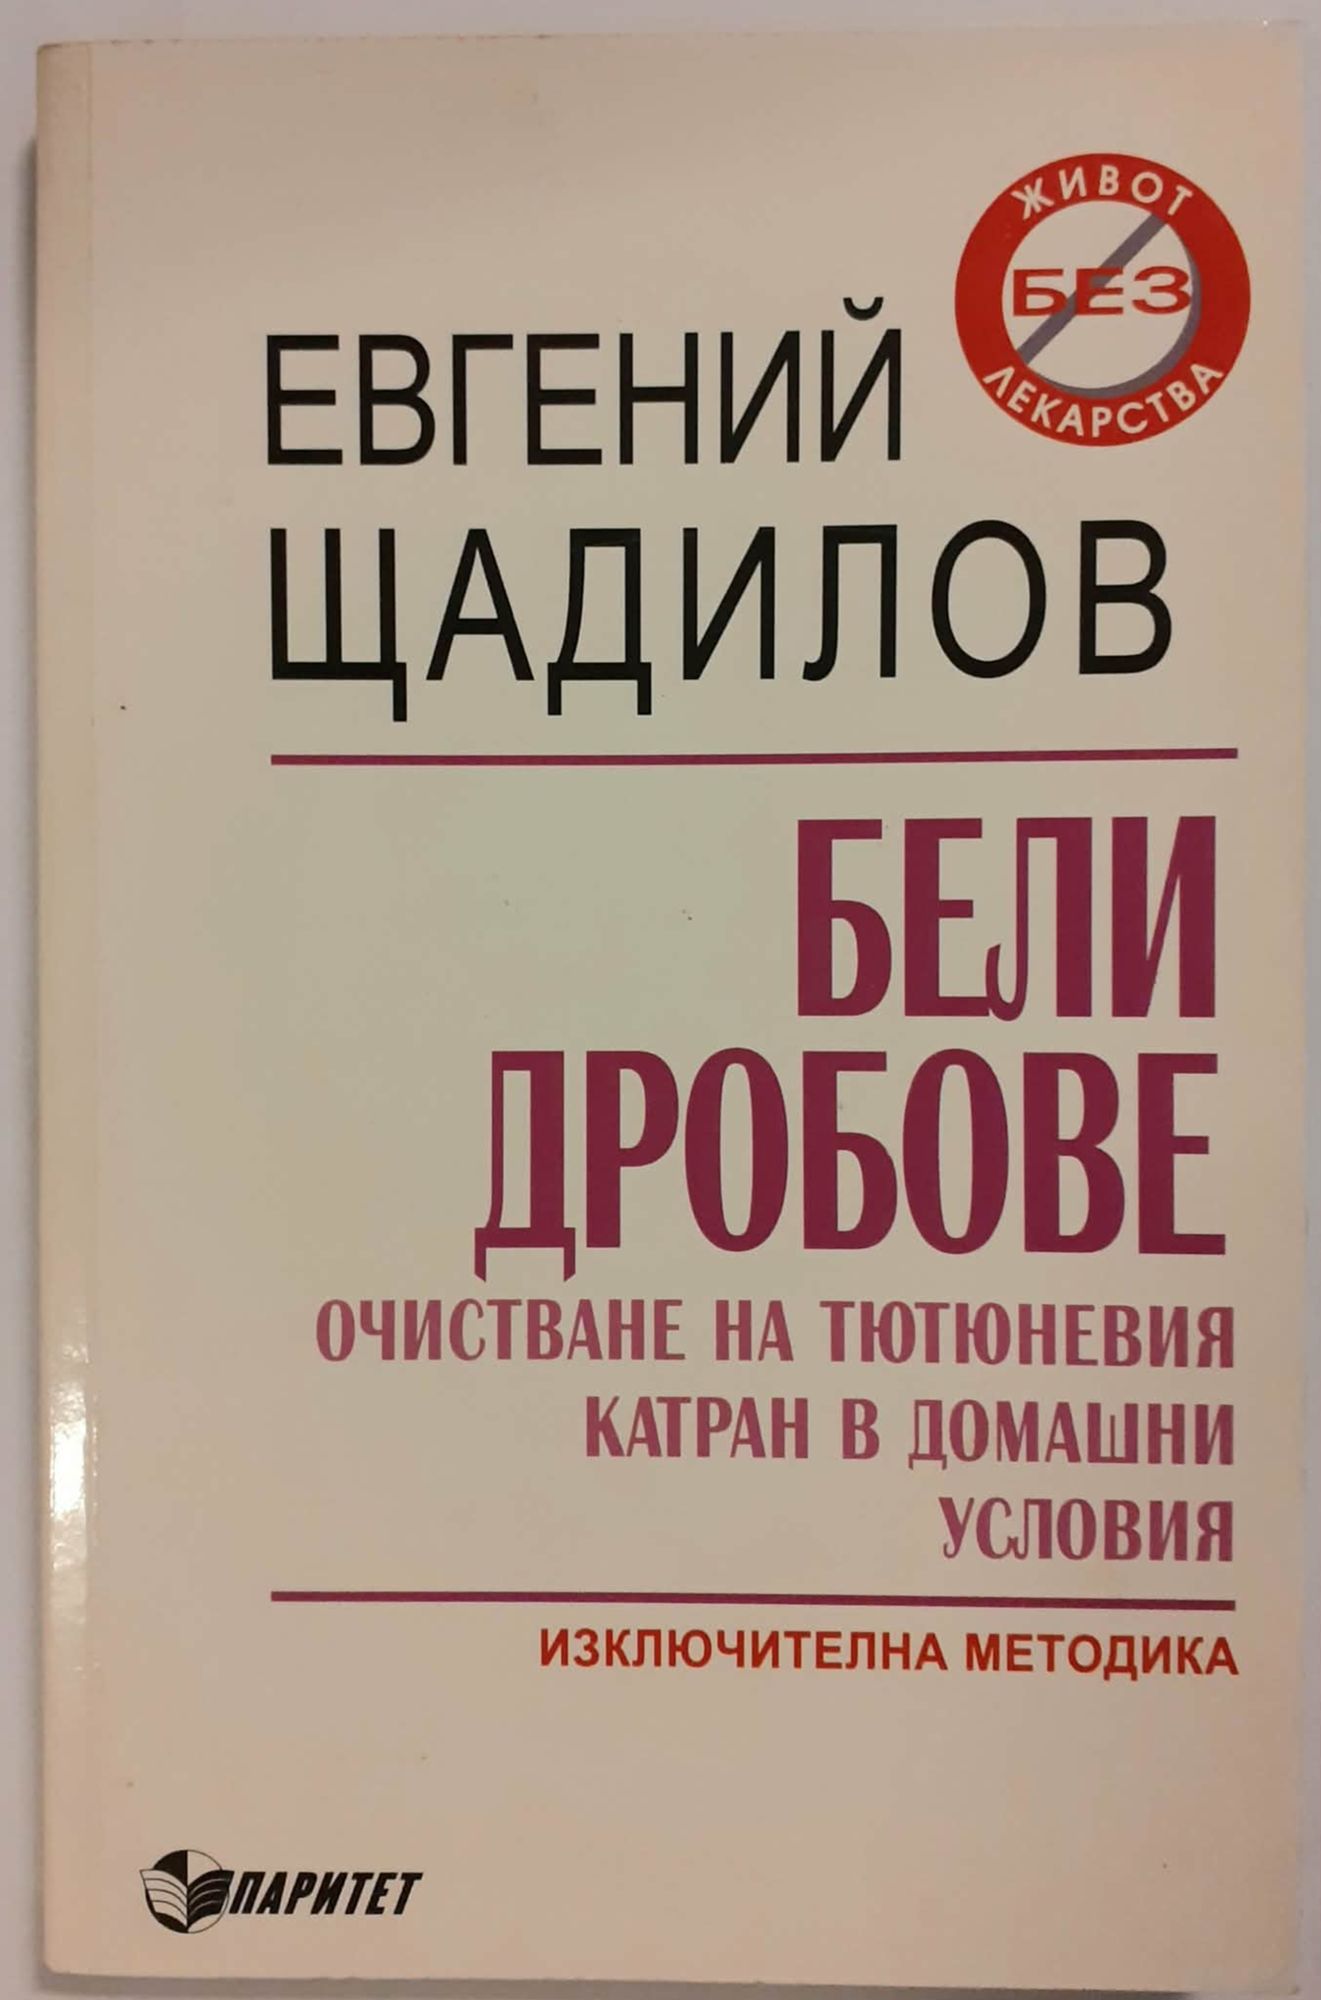 ЖИВОТ
БЕЗ
ЛЕКАРСТВА
ЕВГЕНИЙ
ЩАДИЛОВ
БЕЛИ
ДРОБОВЕ
ОЧИСТВАНЕ НА ТЮТЮНЕВИЯ
КАТРАН В ДОМАШНИ
УСЛОВИЯ
ИЗКЛЮЧИТЕЛНА МЕТОДИКА
ПАРИТЕТ